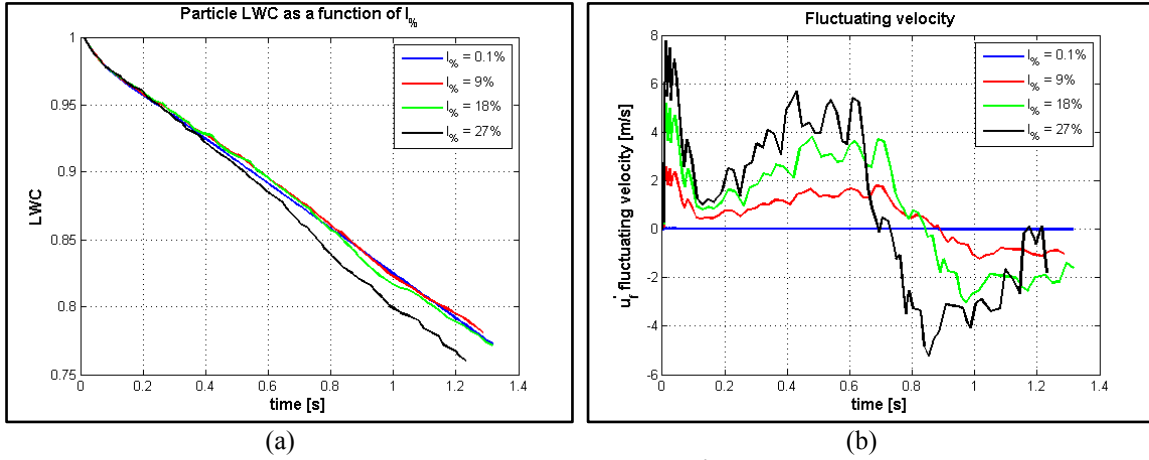 Particle LWC as a function of I%
LWC
1
0.95
0.9
0.85
0.8
0.75
0 0.2 0.4 0.6 0.8 1 1.2 1.4
time [s]
I% = 0.1%
I% = 9%
I% = 18%
I% = 27%
(a)
Fluctuating velocity
u'f fluctuating velocity [m/s]
8
6
4
2
0
-2
-4
-6
0 0.2 0.4 0.6 0.8 1 1.2 1.4
time [s]
I% = 0.1%
I% = 9%
I% = 18%
I% = 27%
(b)